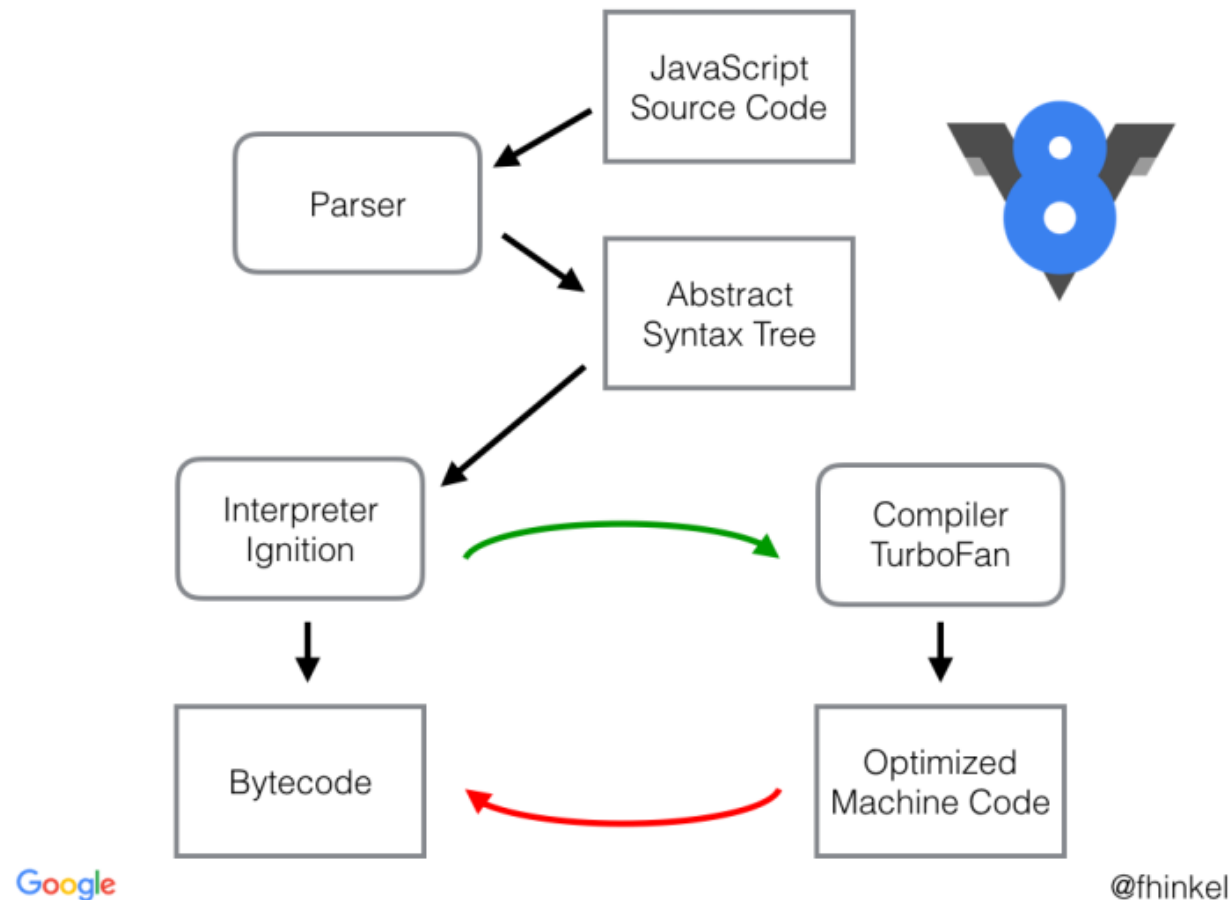 JavaScript
Source Code
Parser
Abstract
Syntax Tree
Interpreter
Ignition
Compiler
TurboFan
Bytecode
Optimized
Machine Code
Google
@fhinkel